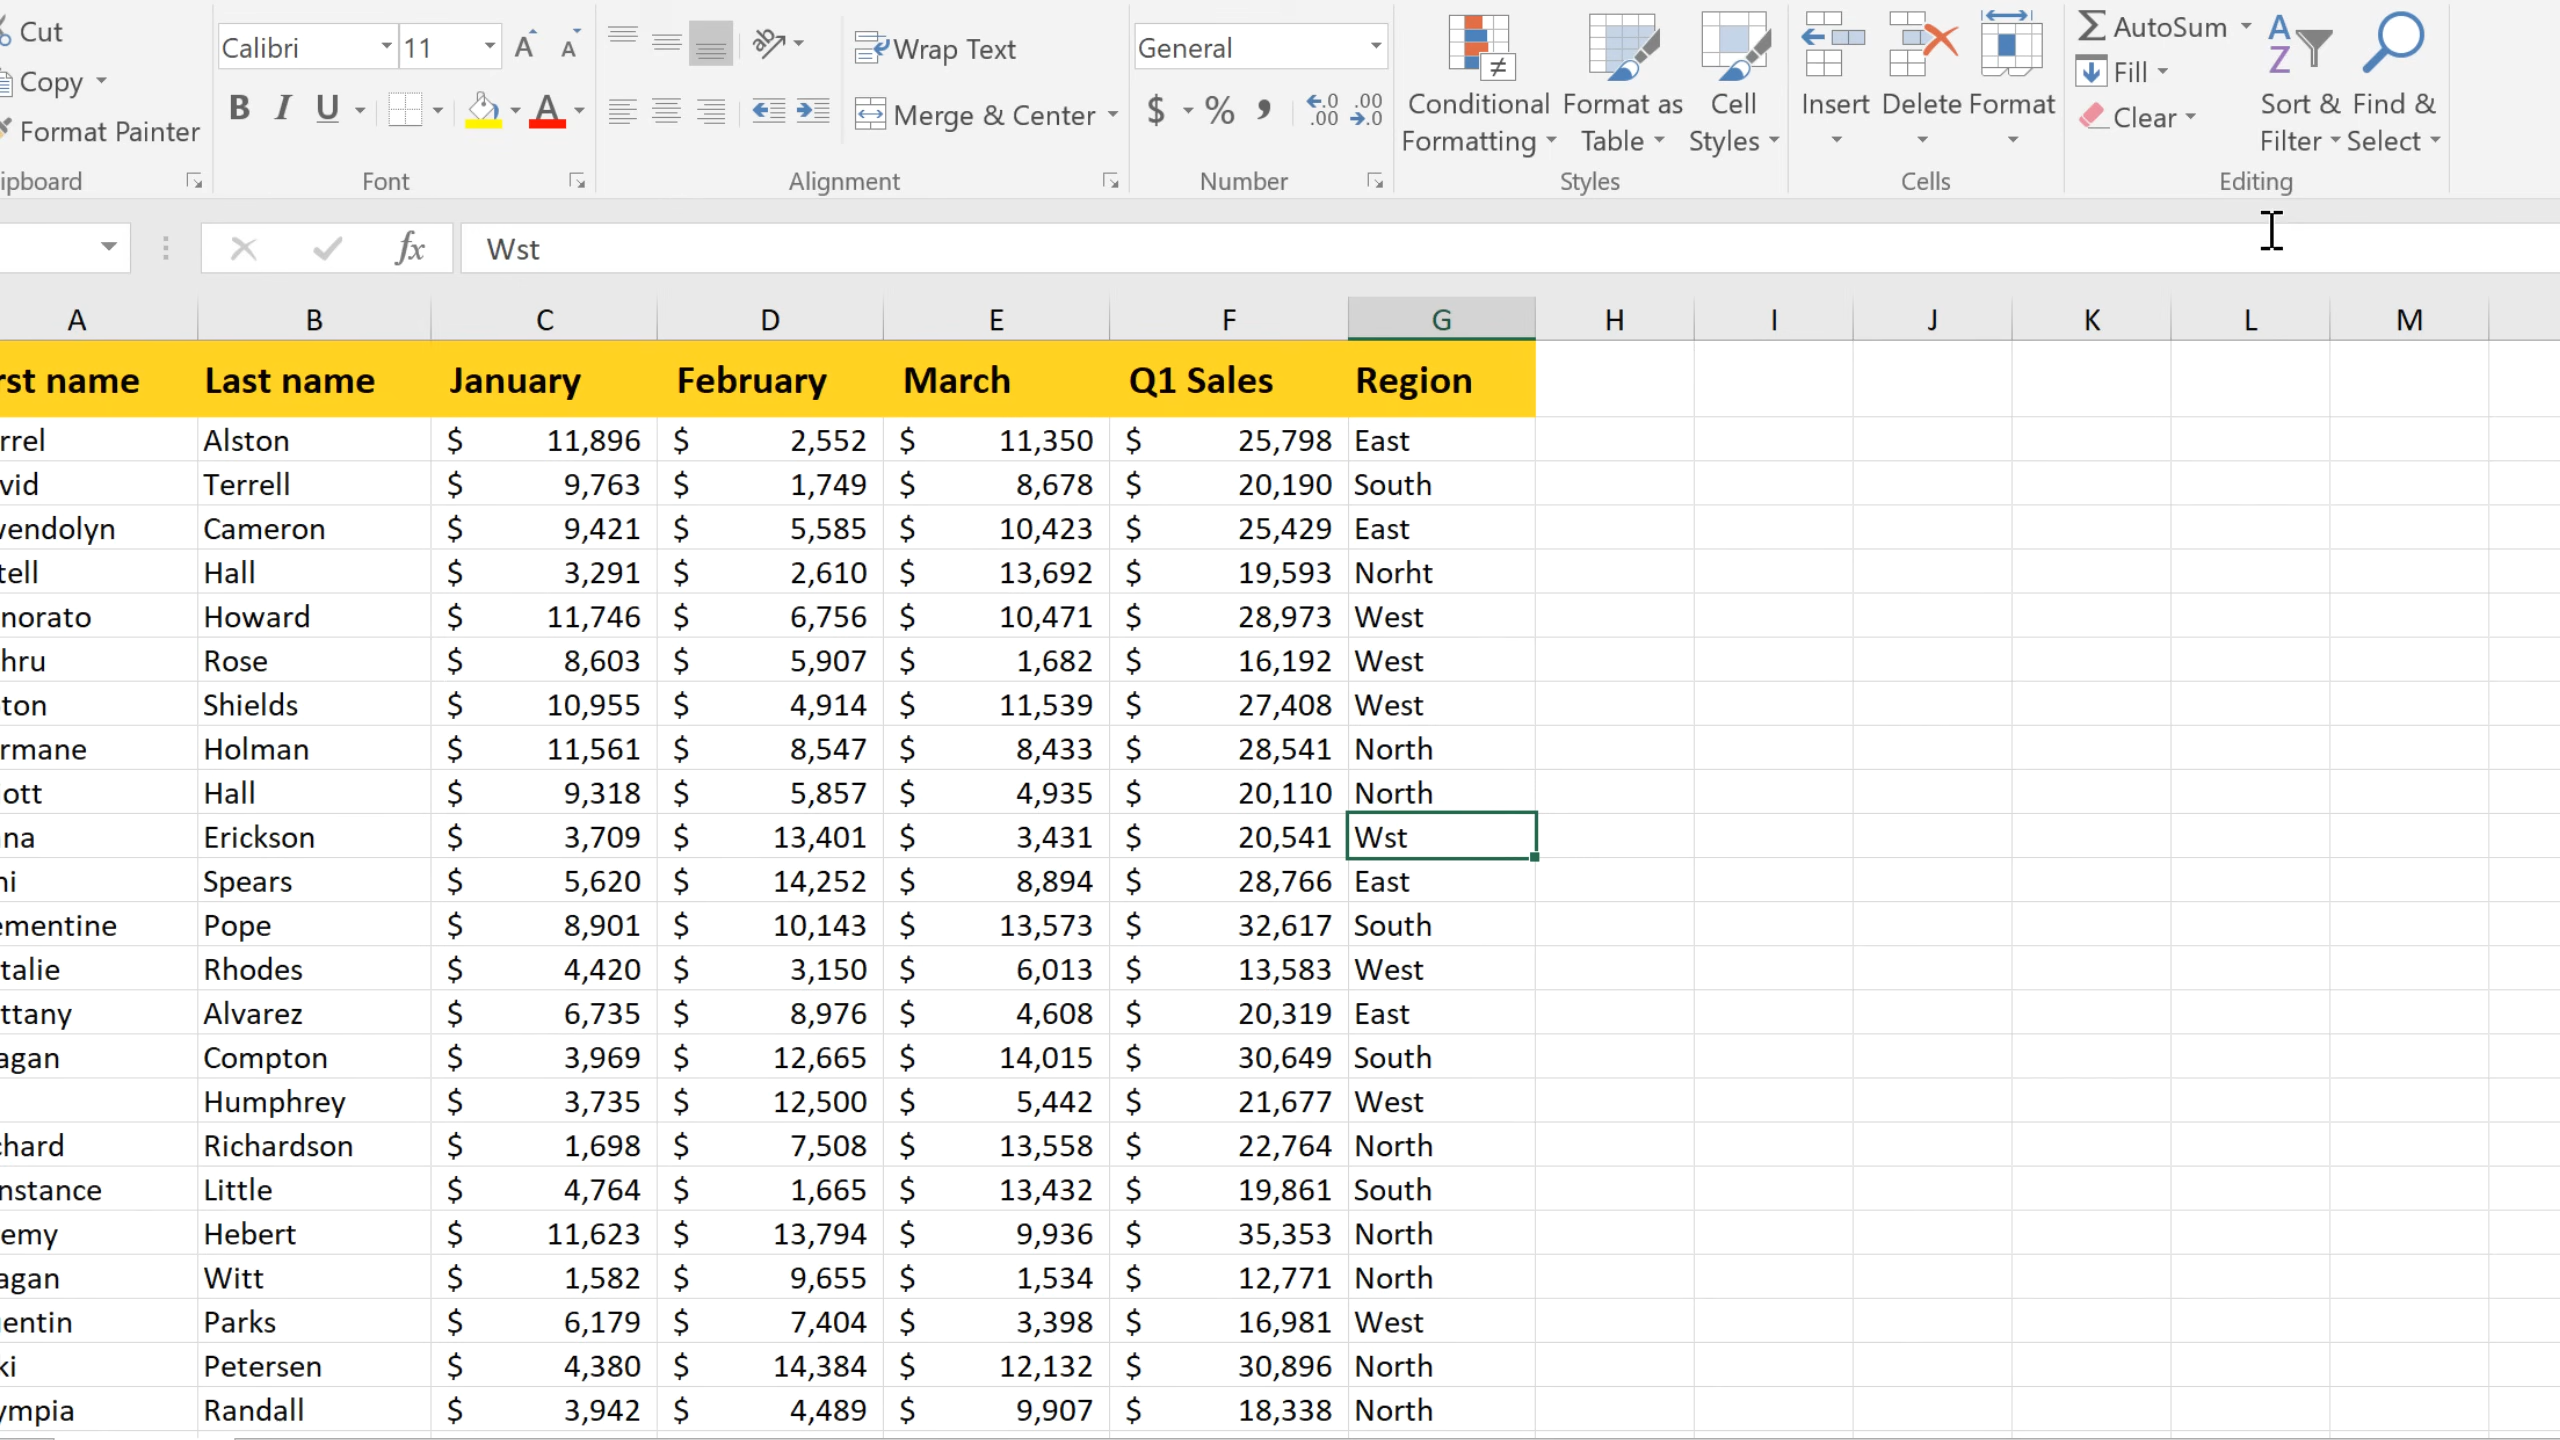 Cut
Copy
Format Painter
ipboard
Calibri 11
B I U
Font
Wrap Text
Merge & Center
Alignment
General
$ % ,
Number
Conditional Formatting
Format as Table
Cell Styles
Styles
Insert
Delete
Format
Cells
AutoSum
Fill
Clear
Sort & Filter
Find & Select
Editing
fx Wst
A B C D E F G H I J K L M
rst name Last name January February March Q1 Sales Region
rrel Alston $ 11,896 $ 2,552 $ 11,350 $ 25,798 East
vid Terrell $ 9,763 $ 1,749 $ 8,678 $ 20,190 South
vendolyn Cameron $ 9,421 $ 5,585 $ 10,423 $ 25,429 East
tell Hall $ 3,291 $ 2,610 $ 13,692 $ 19,593 Norht
norato Howard $ 11,746 $ 6,756 $ 10,471 $ 28,973 West
hru Rose $ 8,603 $ 5,907 $ 1,682 $ 16,192 West
ton Shields $ 10,955 $ 4,914 $ 11,539 $ 27,408 West
rmane Holman $ 11,561 $ 8,547 $ 8,433 $ 28,541 North
ott Hall $ 9,318 $ 5,857 $ 4,935 $ 20,110 North
na Erickson $ 3,709 $ 13,401 $ 3,431 $ 20,541 Wst
ni Spears $ 5,620 $ 14,252 $ 8,894 $ 28,766 East
ementine Pope $ 8,901 $ 10,143 $ 13,573 $ 32,617 South
talie Rhodes $ 4,420 $ 3,150 $ 6,013 $ 13,583 West
ttany Alvarez $ 6,735 $ 8,976 $ 4,608 $ 20,319 East
agan Compton $ 3,969 $ 12,665 $ 14,015 $ 30,649 South
Humphrey $ 3,735 $ 12,500 $ 5,442 $ 21,677 West
chard Richardson $ 1,698 $ 7,508 $ 13,558 $ 22,764 North
nstance Little $ 4,764 $ 1,665 $ 13,432 $ 19,861 South
emy Hebert $ 11,623 $ 13,794 $ 9,936 $ 35,353 North
agan Witt $ 1,582 $ 9,655 $ 1,534 $ 12,771 North
entin Parks $ 6,179 $ 7,404 $ 3,398 $ 16,981 West
ki Petersen $ 4,380 $ 14,384 $ 12,132 $ 30,896 North
ympia Randall $ 3,942 $ 4,489 $ 9,907 $ 18,338 North